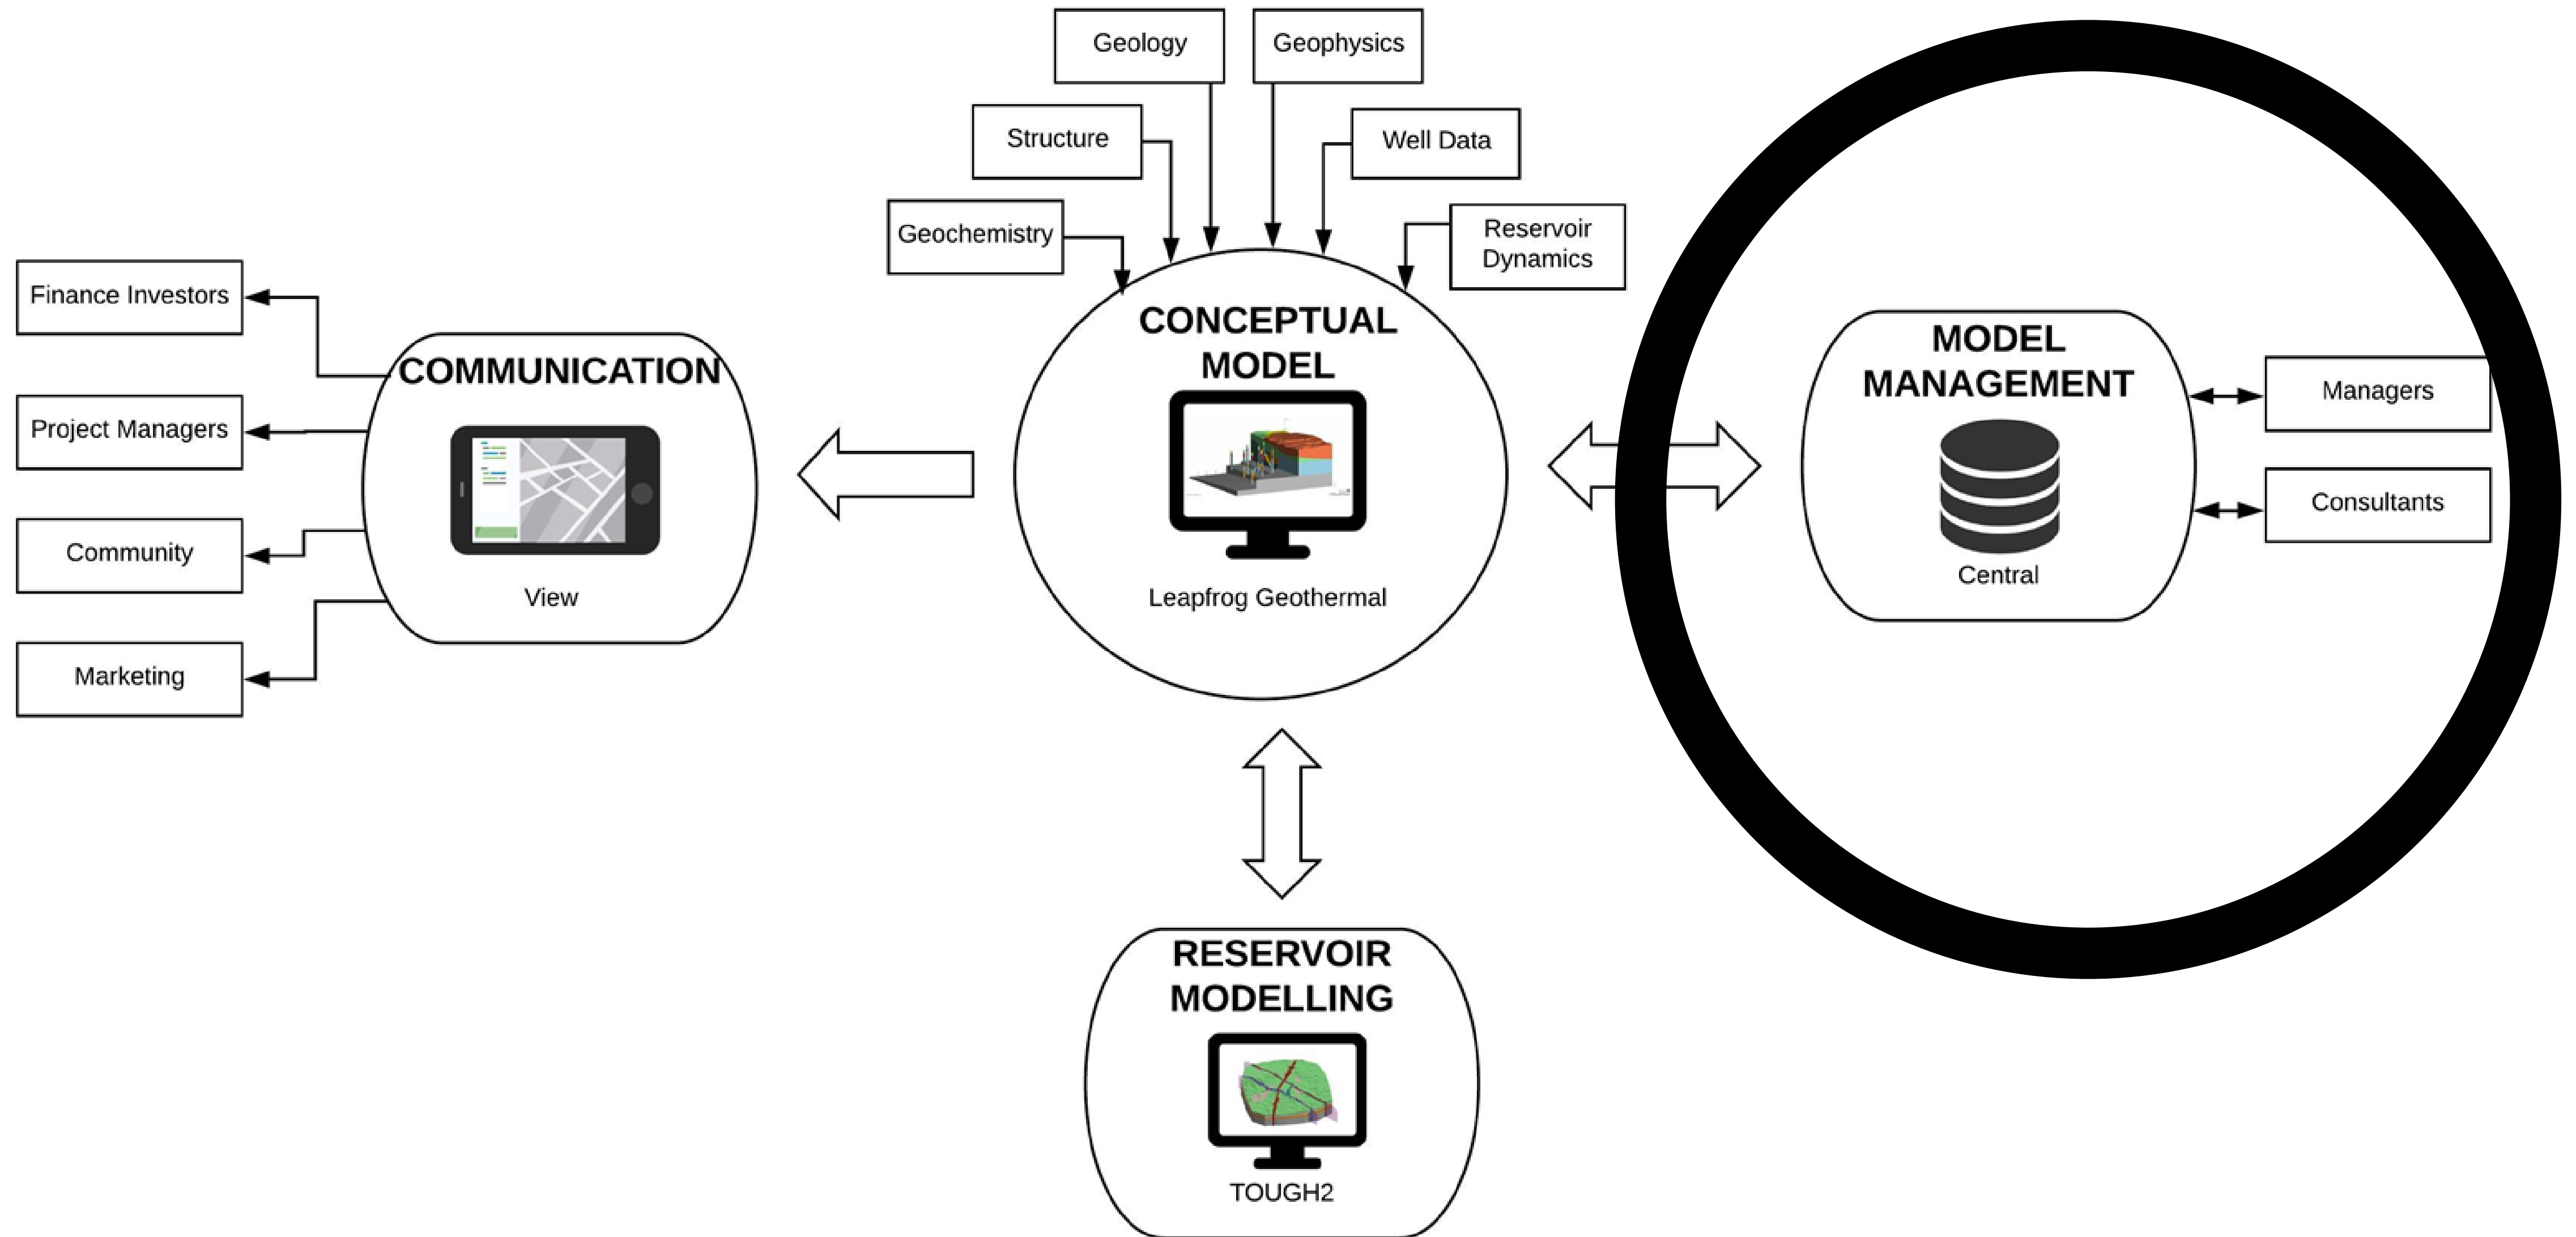 Geology
Geophysics
Structure
Well Data
Geochemistry
Reservoir
Dynamics
Finance Investors
Project Managers
Community
Marketing
COMMUNICATION
View
CONCEPTUAL
MODEL
Leapfrog Geothermal
MODEL
MANAGEMENT
Central
Managers
Consultants
RESERVOIR
MODELLING
TOUGH2